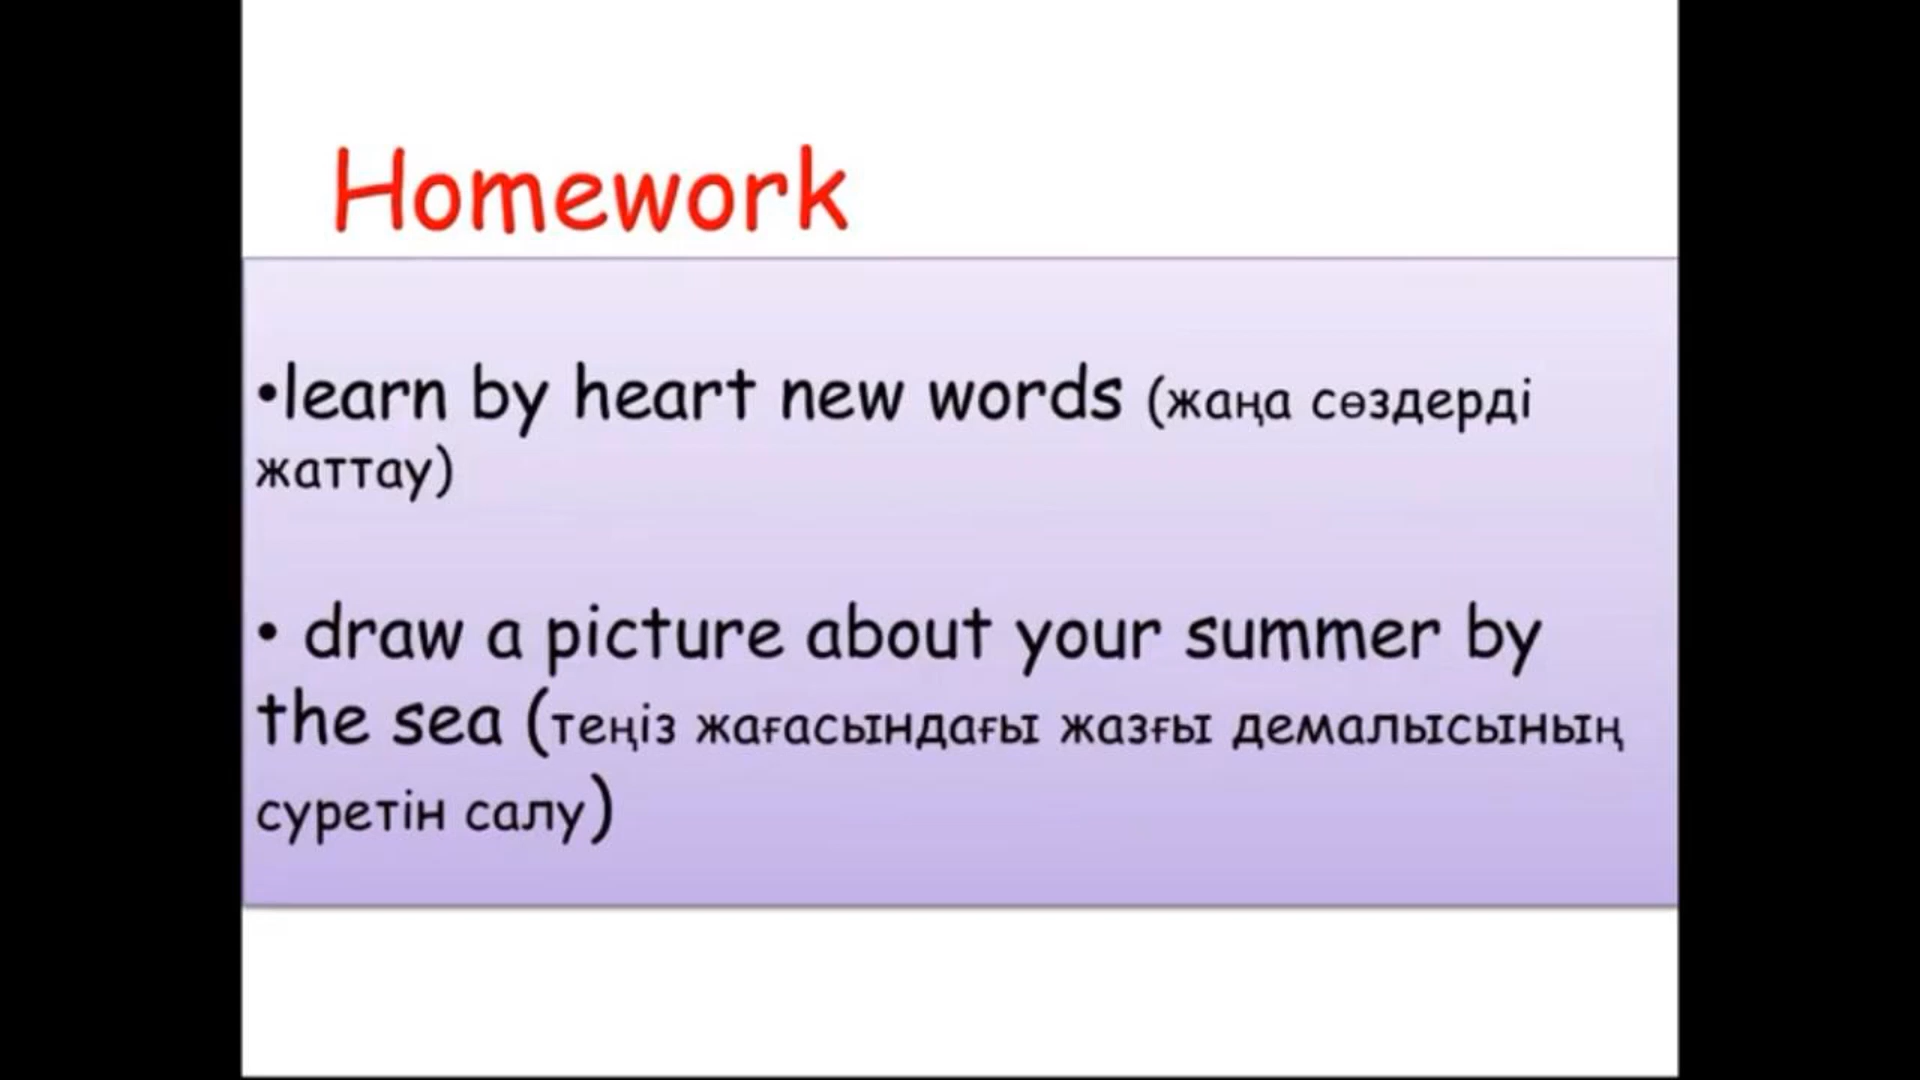 Homework
•learn by heart new words (жаңа сөздерді
жаттау)
• draw a picture about your summer by
the sea (теңіз жағасындағы жазғы демалысының
суретін салу)